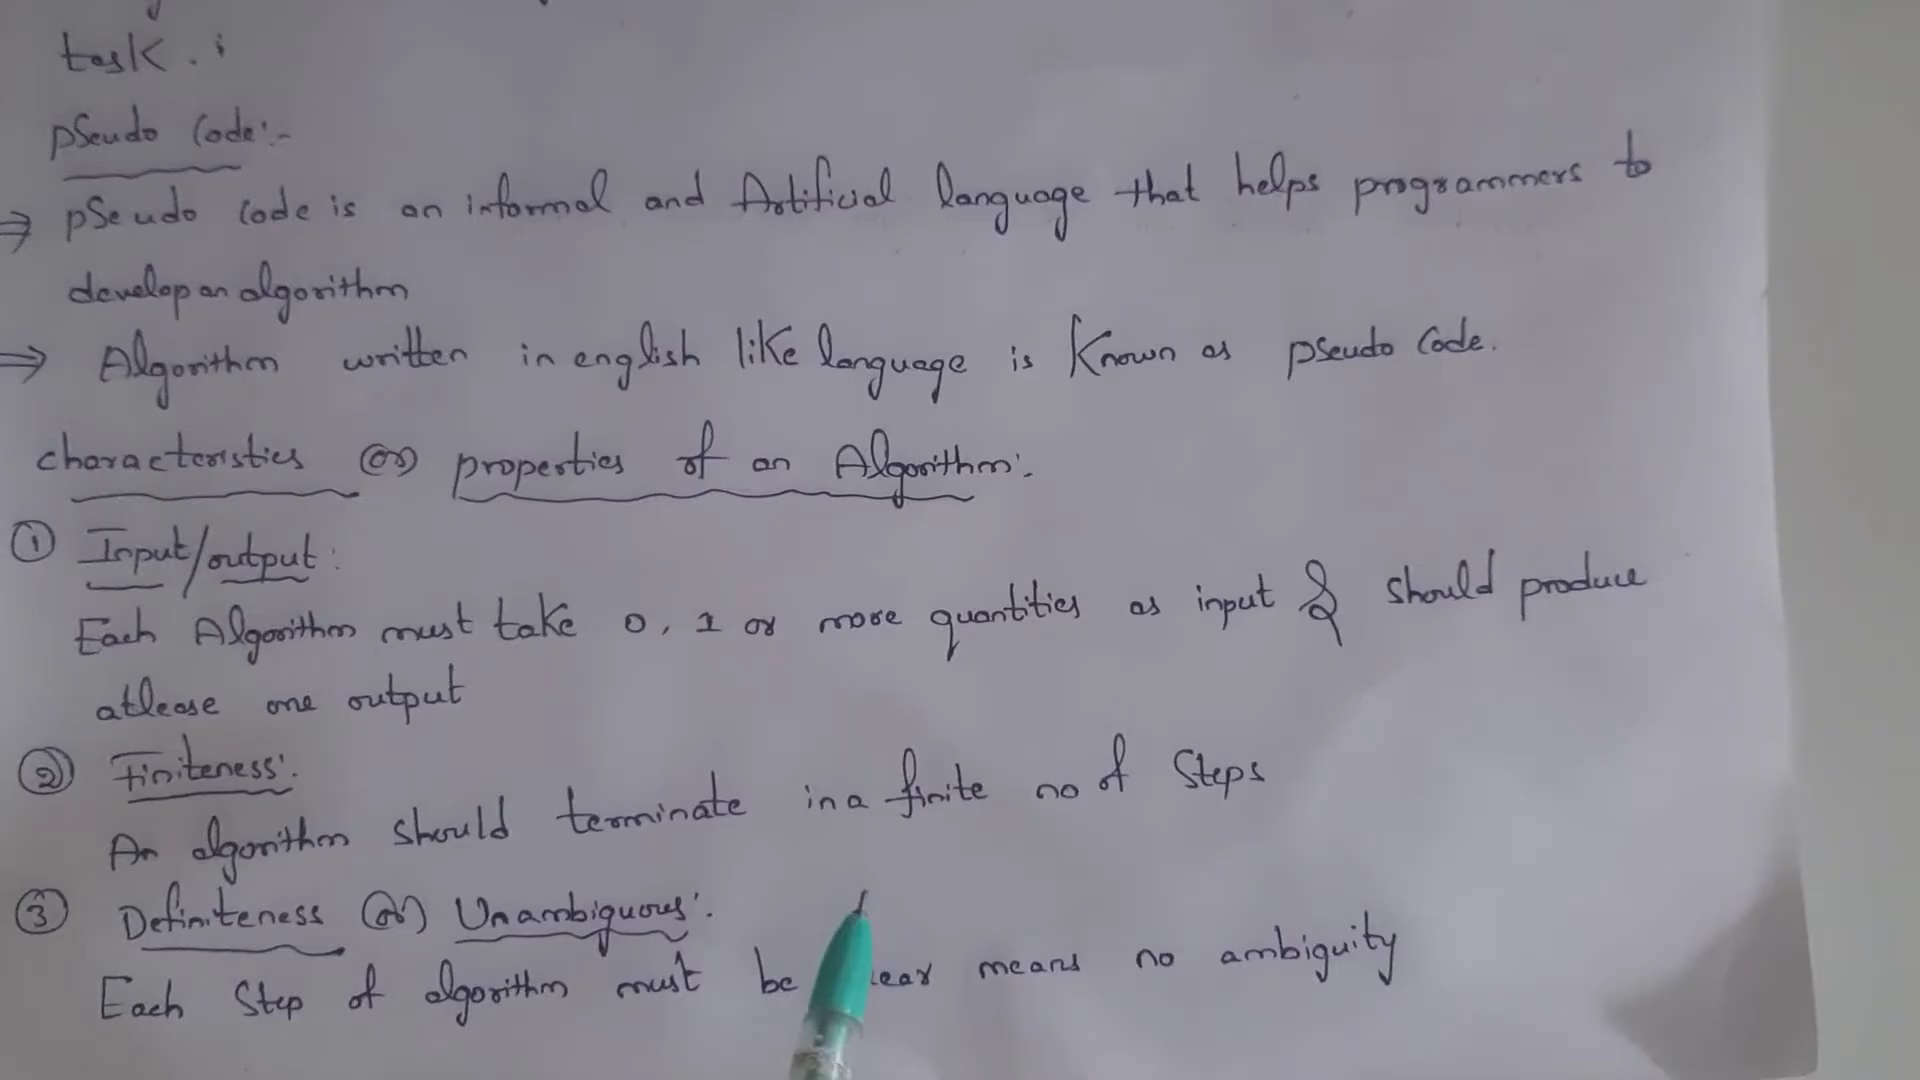 task.
pseudo code:-
⇒ pseudo code is an informal and Artificial language that helps programmers to
develop an algorithm
⇒ Algorithm written in english like language is known as pseudo code.
characteristics (or) properties of an Algorithm:-
① Input/output:
Each Algorithm must take 0, 1 or more quantities as input & should produce
atlease one output
② Finiteness:
An algorithm should terminate in a finite no of steps
③ Definiteness (or) Unambiguous:
Each Step of algorithm must be means no ambiguity